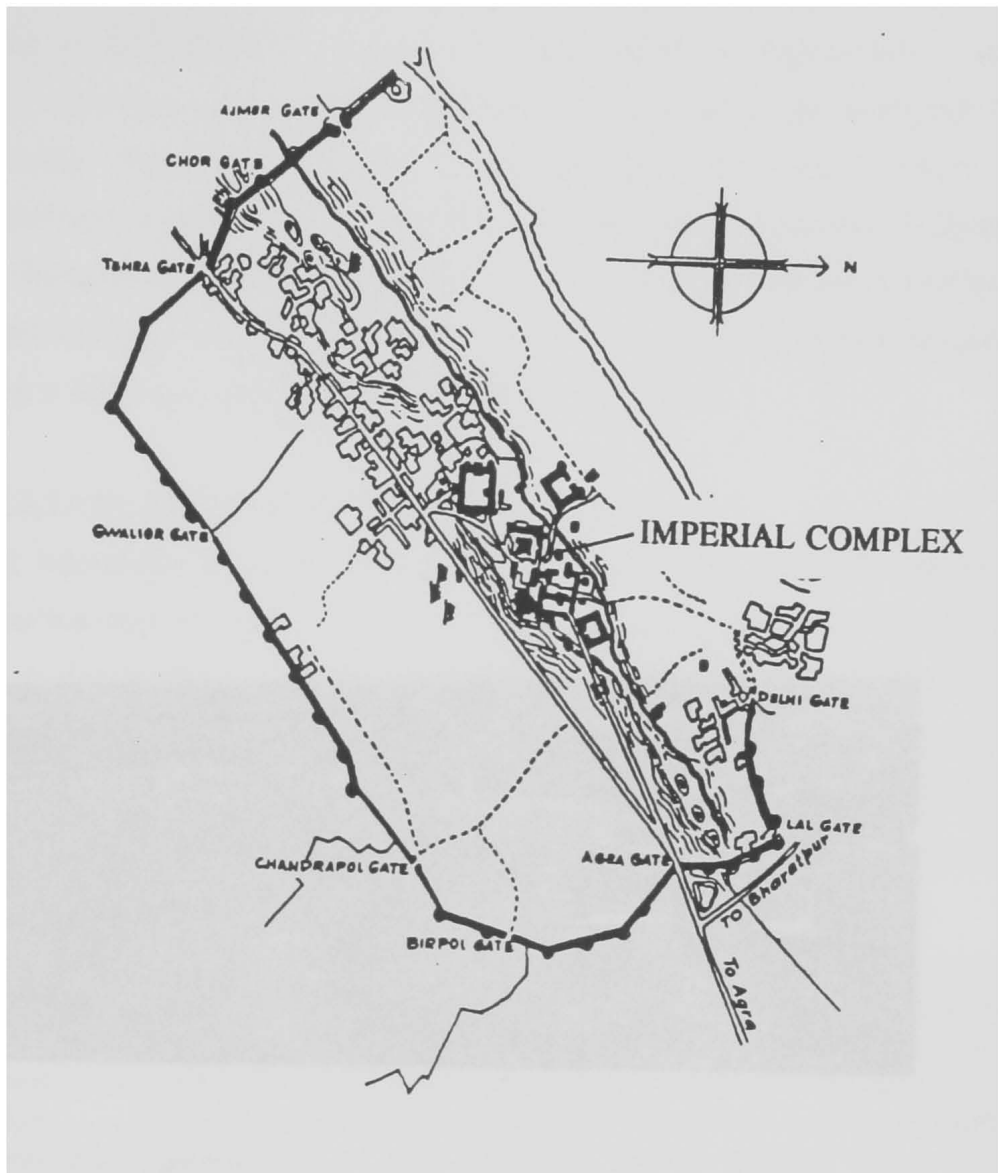 AJMER GATE
CHOR GATE
TEHRA GATE
N
GWALIOR GATE
IMPERIAL COMPLEX
DELHI GATE
LAL GATE
AGRA GATE
CHANDRAPOL GATE
TO Bharatpur
BIRPOL GATE
To Agra